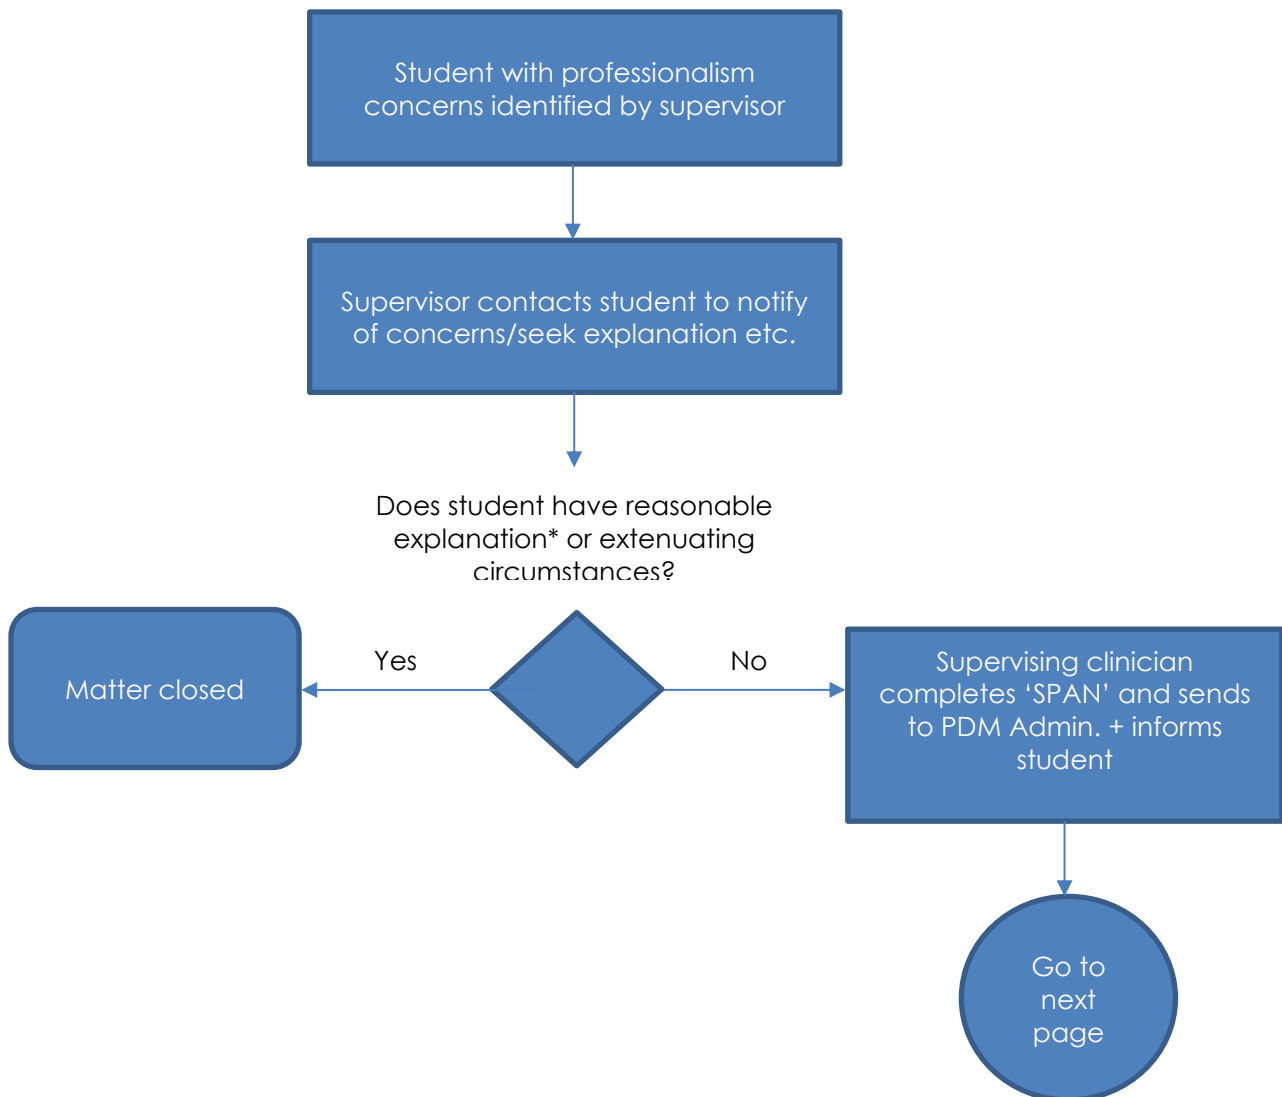 Student with professionalism
concerns identified by supervisor
Supervisor contacts student to notify
of concerns/seek explanation etc.
Does student have reasonable
explanation* or extenuating
circumstances?
Yes
No
Matter closed
Supervising clinician
completes ‘SPAN’ and sends
to PDM Admin. + informs
student
Go to
next
page